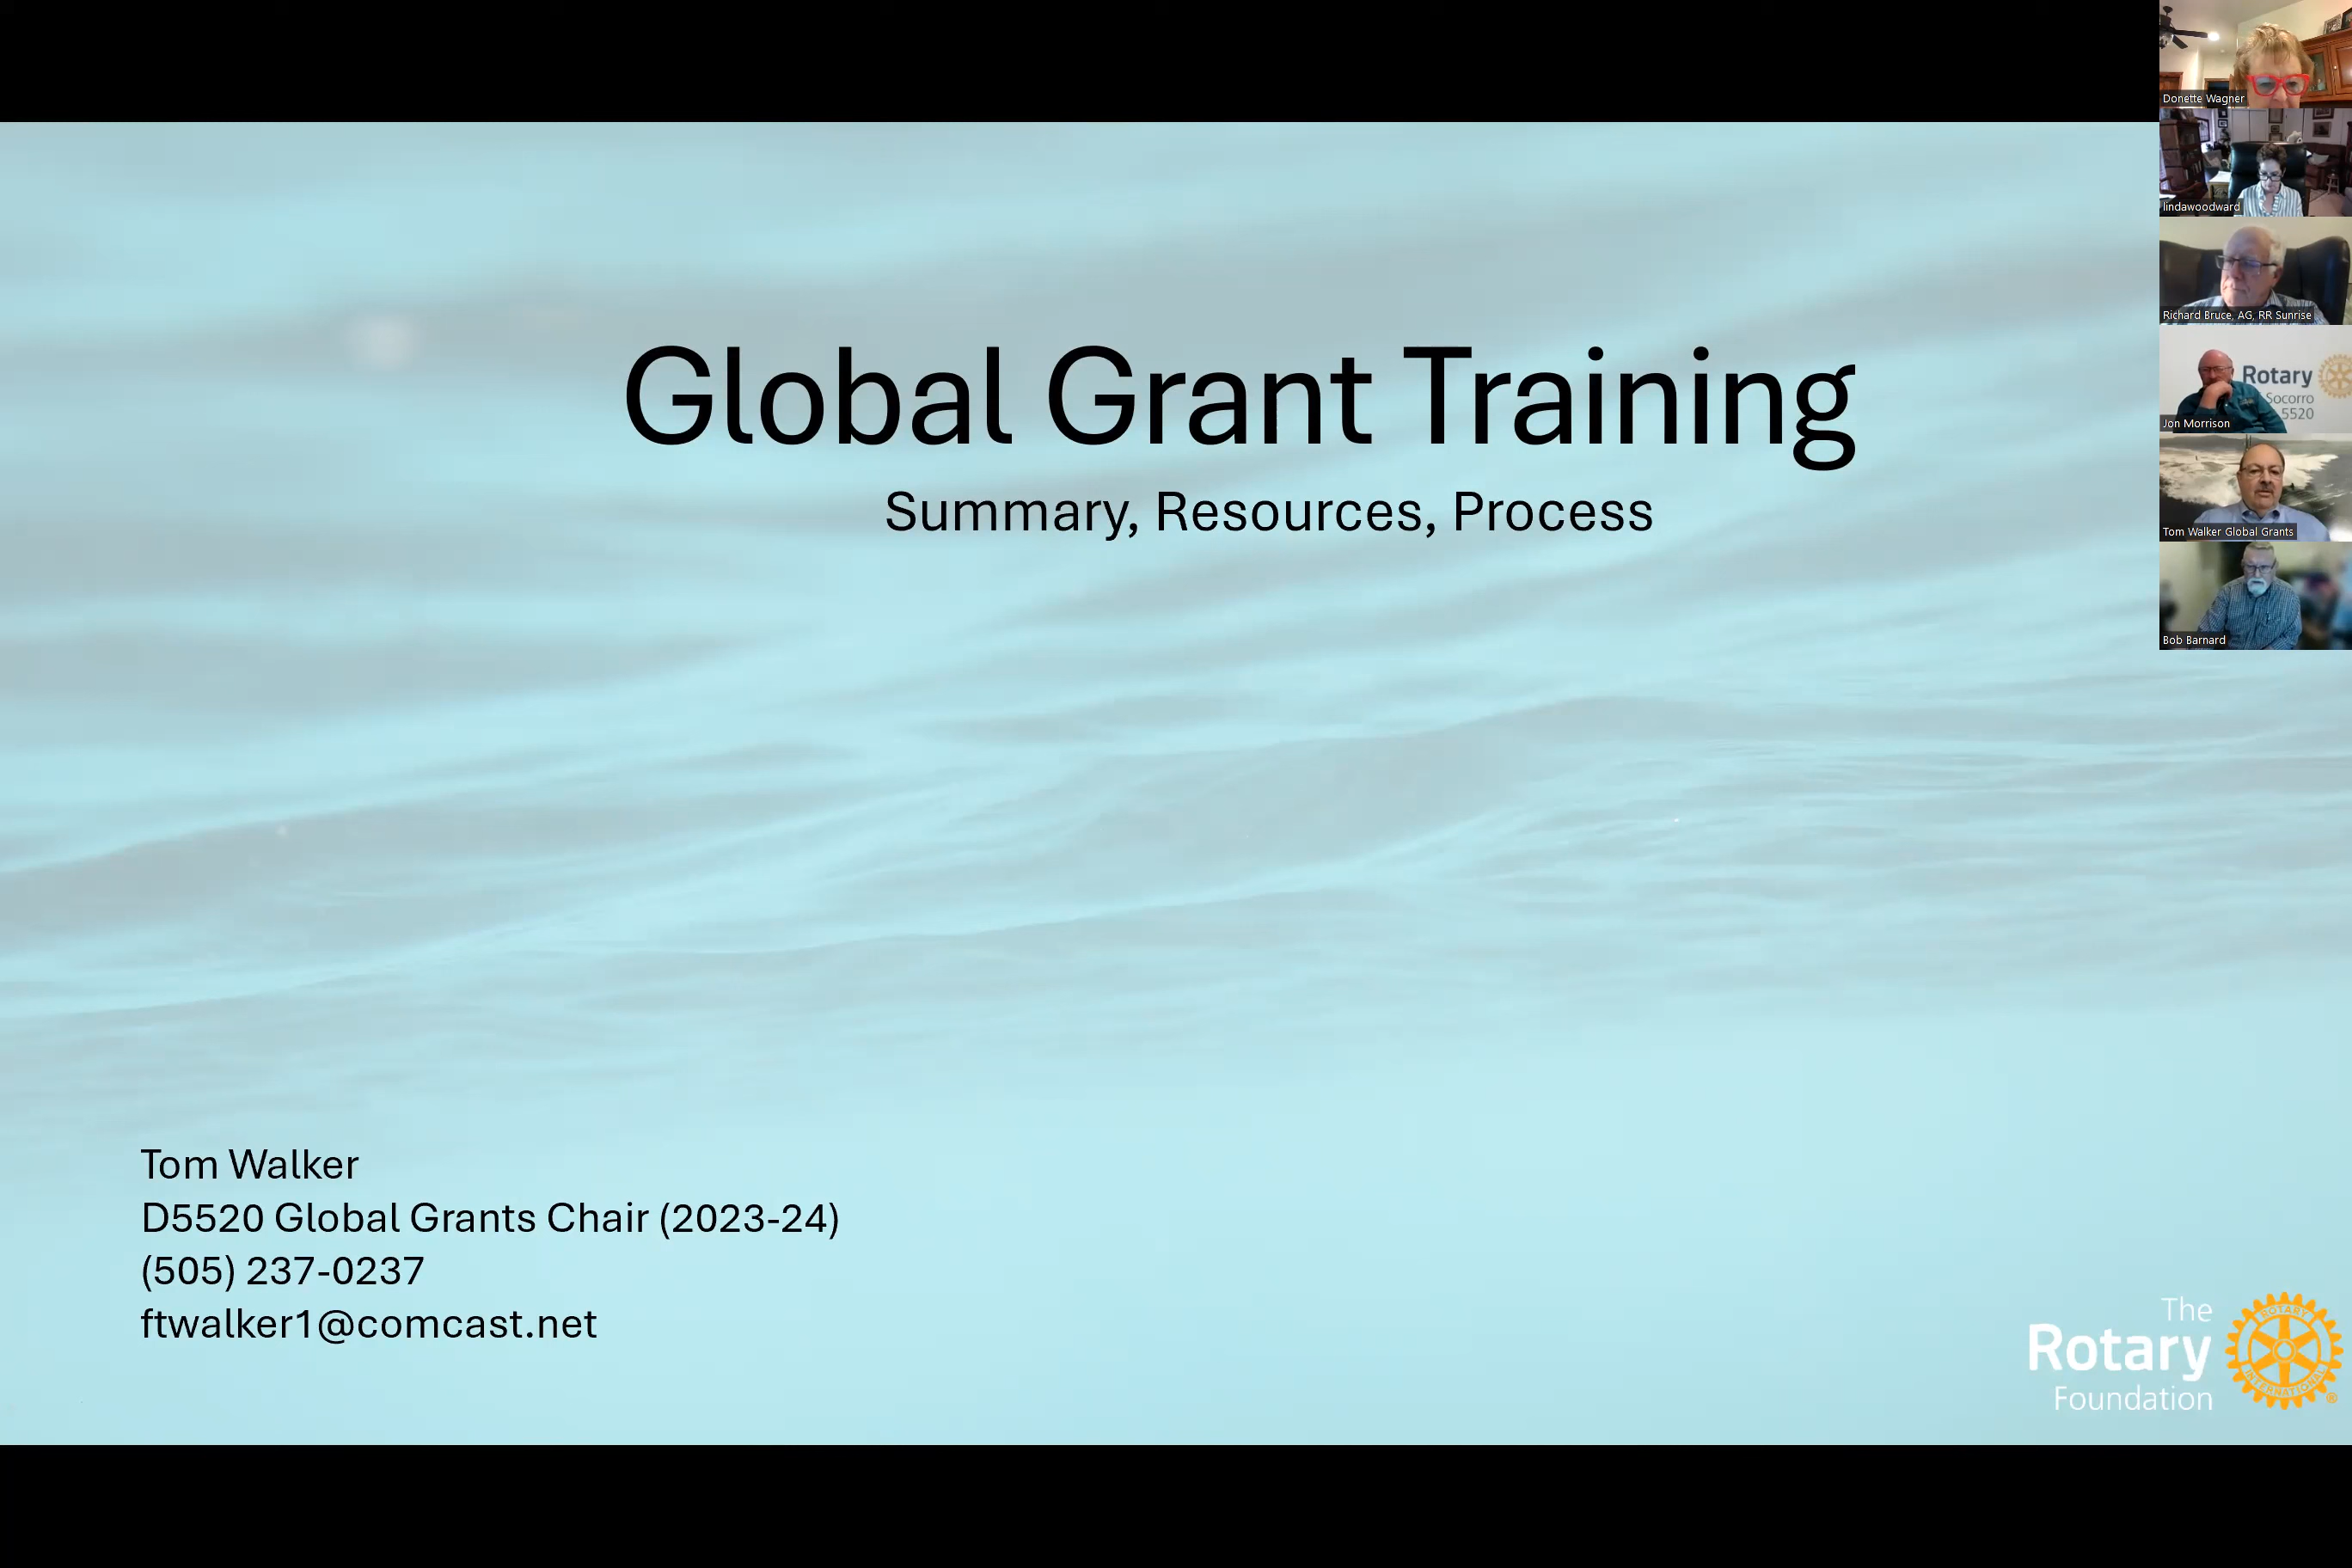 Global Grant Training
Summary, Resources, Process
Tom Walker
D5520 Global Grants Chair (2023-24)
(505) 237-0237
ftwalker1@comcast.net
The
Rotary
Foundation
ROTARY
INTERNATIONAL
®
Donette Wagner
lindawoodward
Richard Bruce, AG, RR Sunrise
Rotary
Socorro
5520
Jon Morrison
Tom Walker Global Grants
Bob Barnard